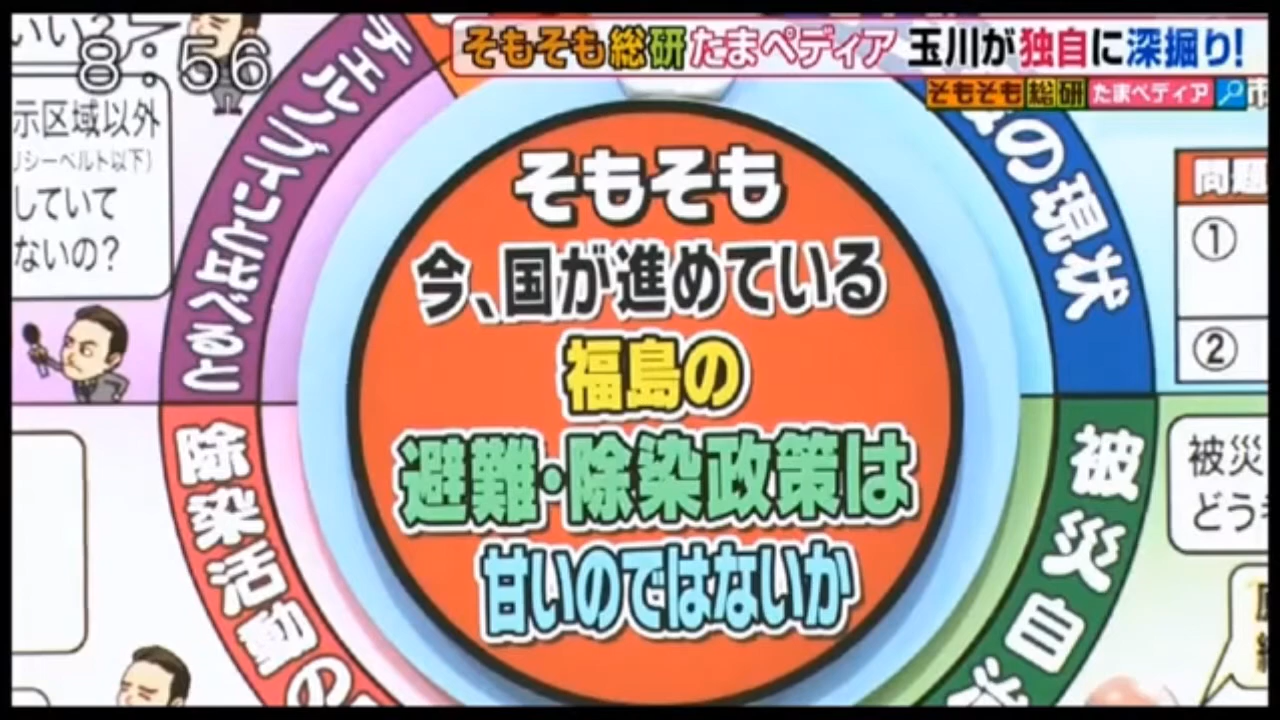 いい?
8:56
そもそも総研たまペディア 玉川が独自に深掘り!
そもそも総研たまペディア
示区域以外
リシーベルト以下)
していて
ないの?
チェルノブイリと比べると
の現状
問題
①
②
そもそも
今、国が進めている
福島の
避難・除染政策は
甘いのではないか
除染活動の
被災自治
被災
どう